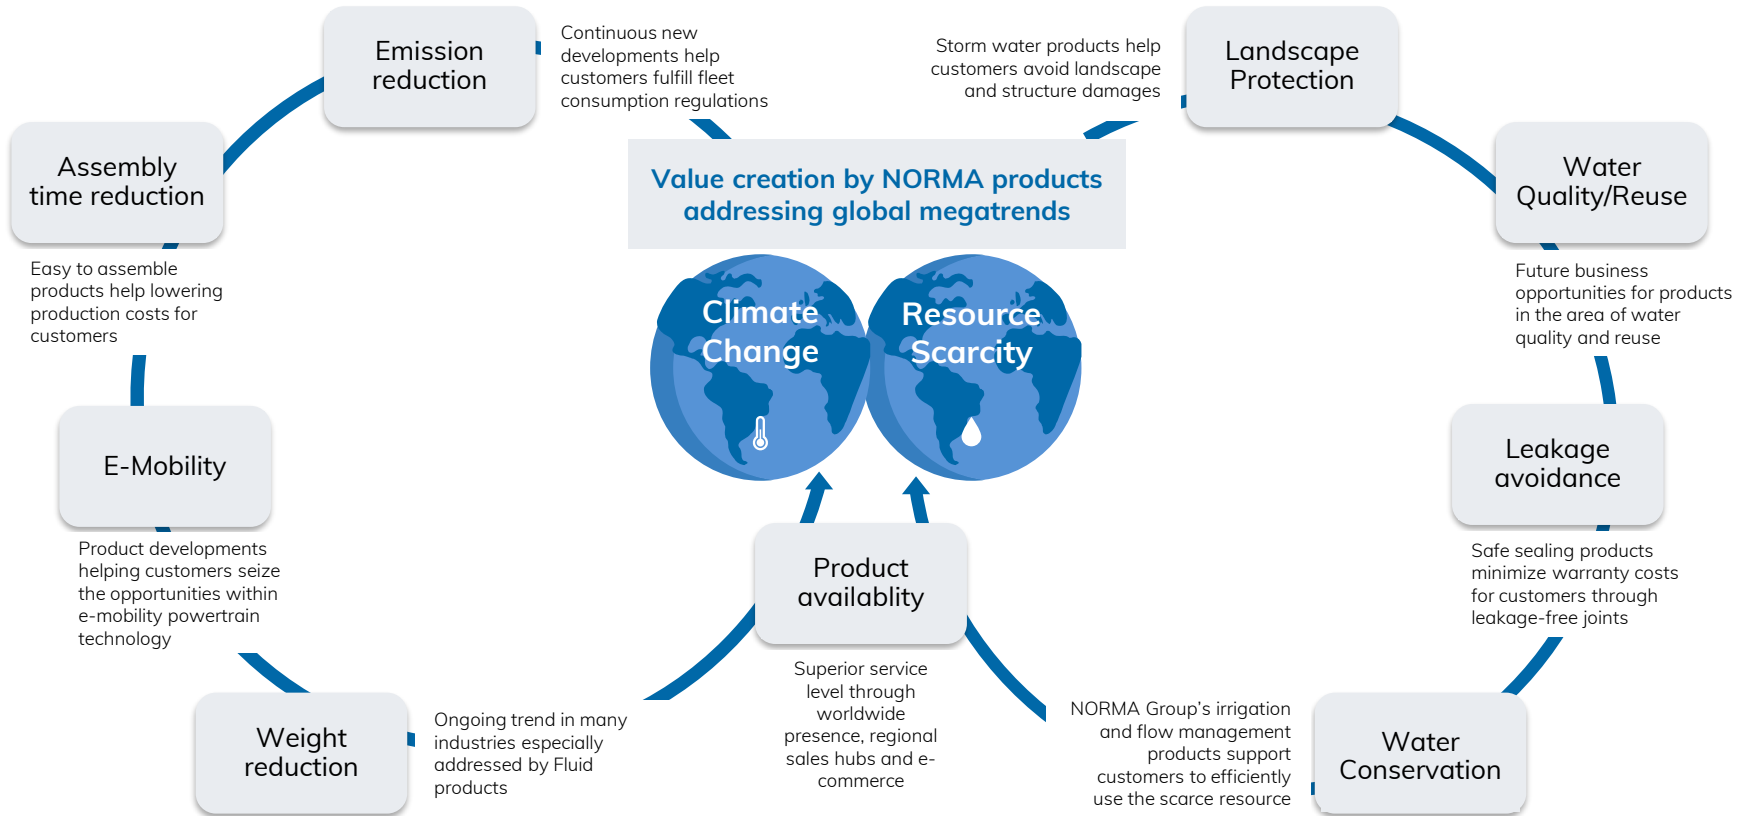 Emission
reduction
Continuous new
developments help
customers fulfill fleet
consumption regulations
Storm water products help
customers avoid landscape
and structure damages
Landscape
Protection
Assembly
time reduction
Easy to assemble
products help lowering
production costs for
customers
Value creation by NORMA products
addressing global megatrends
Water
Quality/Reuse
Future business
opportunities for products
in the area of water
quality and reuse
Climate
Change
Resource
Scarcity
E-Mobility
Product developments
helping customers seize
the opportunities within
e-mobility powertrain
technology
Leakage
avoidance
Safe sealing products
minimize warranty costs
for customers through
leakage-free joints
Product
availablity
Superior service
level through
worldwide
presence, regional
sales hubs and e-
commerce
Weight
reduction
Ongoing trend in many
industries especially
addressed by Fluid
products
NORMA Group’s irrigation
and flow management
products support
customers to efficiently
use the scarce resource
Water
Conservation